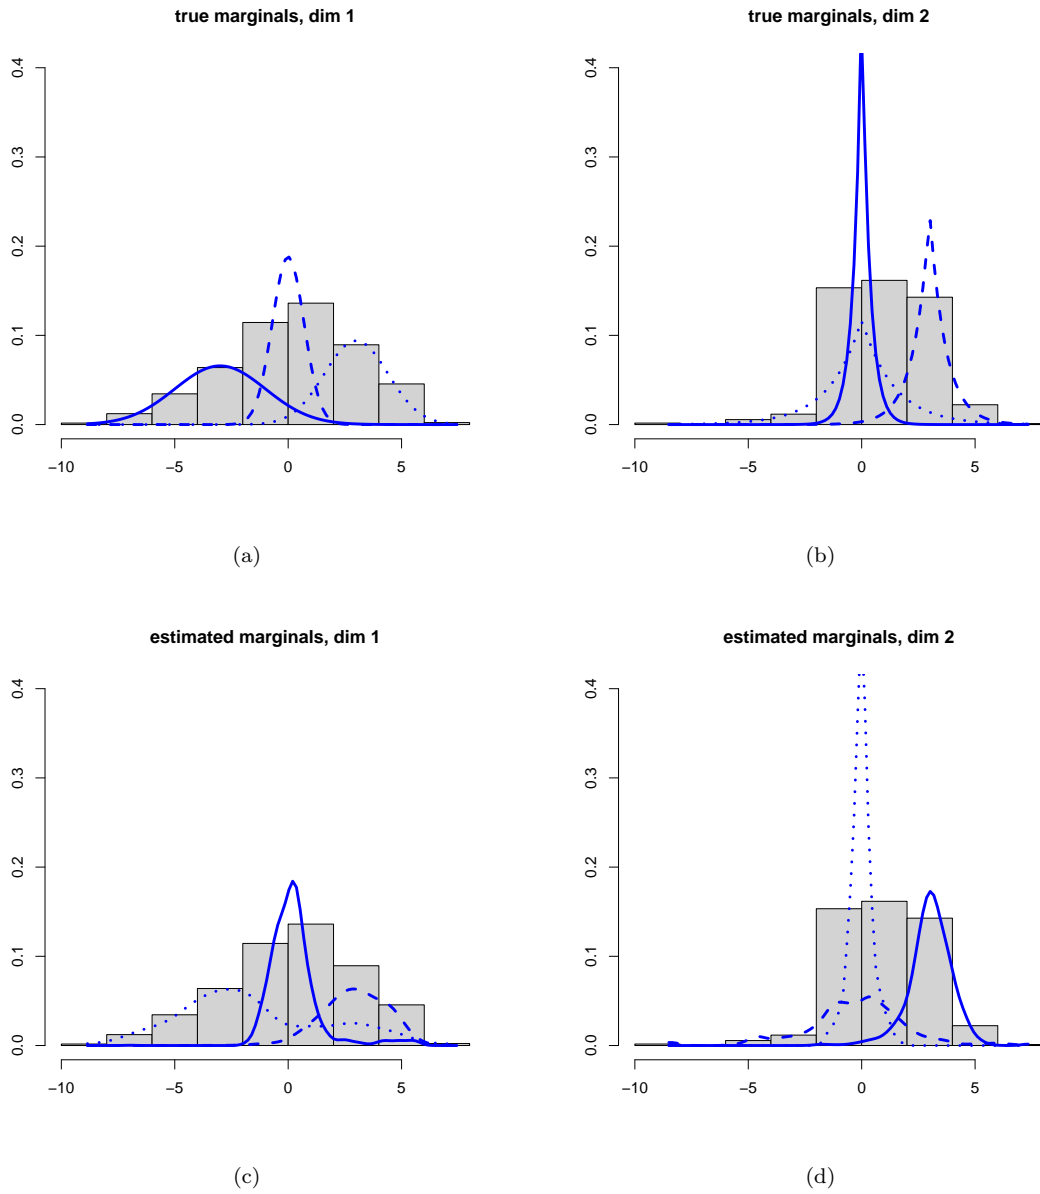 true marginals, dim 1
0.0 0.1 0.2 0.3 0.4
−10 −5 0 5
(a)
true marginals, dim 2
0.0 0.1 0.2 0.3 0.4
−10 −5 0 5
(b)
estimated marginals, dim 1
0.0 0.1 0.2 0.3 0.4
−10 −5 0 5
(c)
estimated marginals, dim 2
0.0 0.1 0.2 0.3 0.4
−10 −5 0 5
(d)